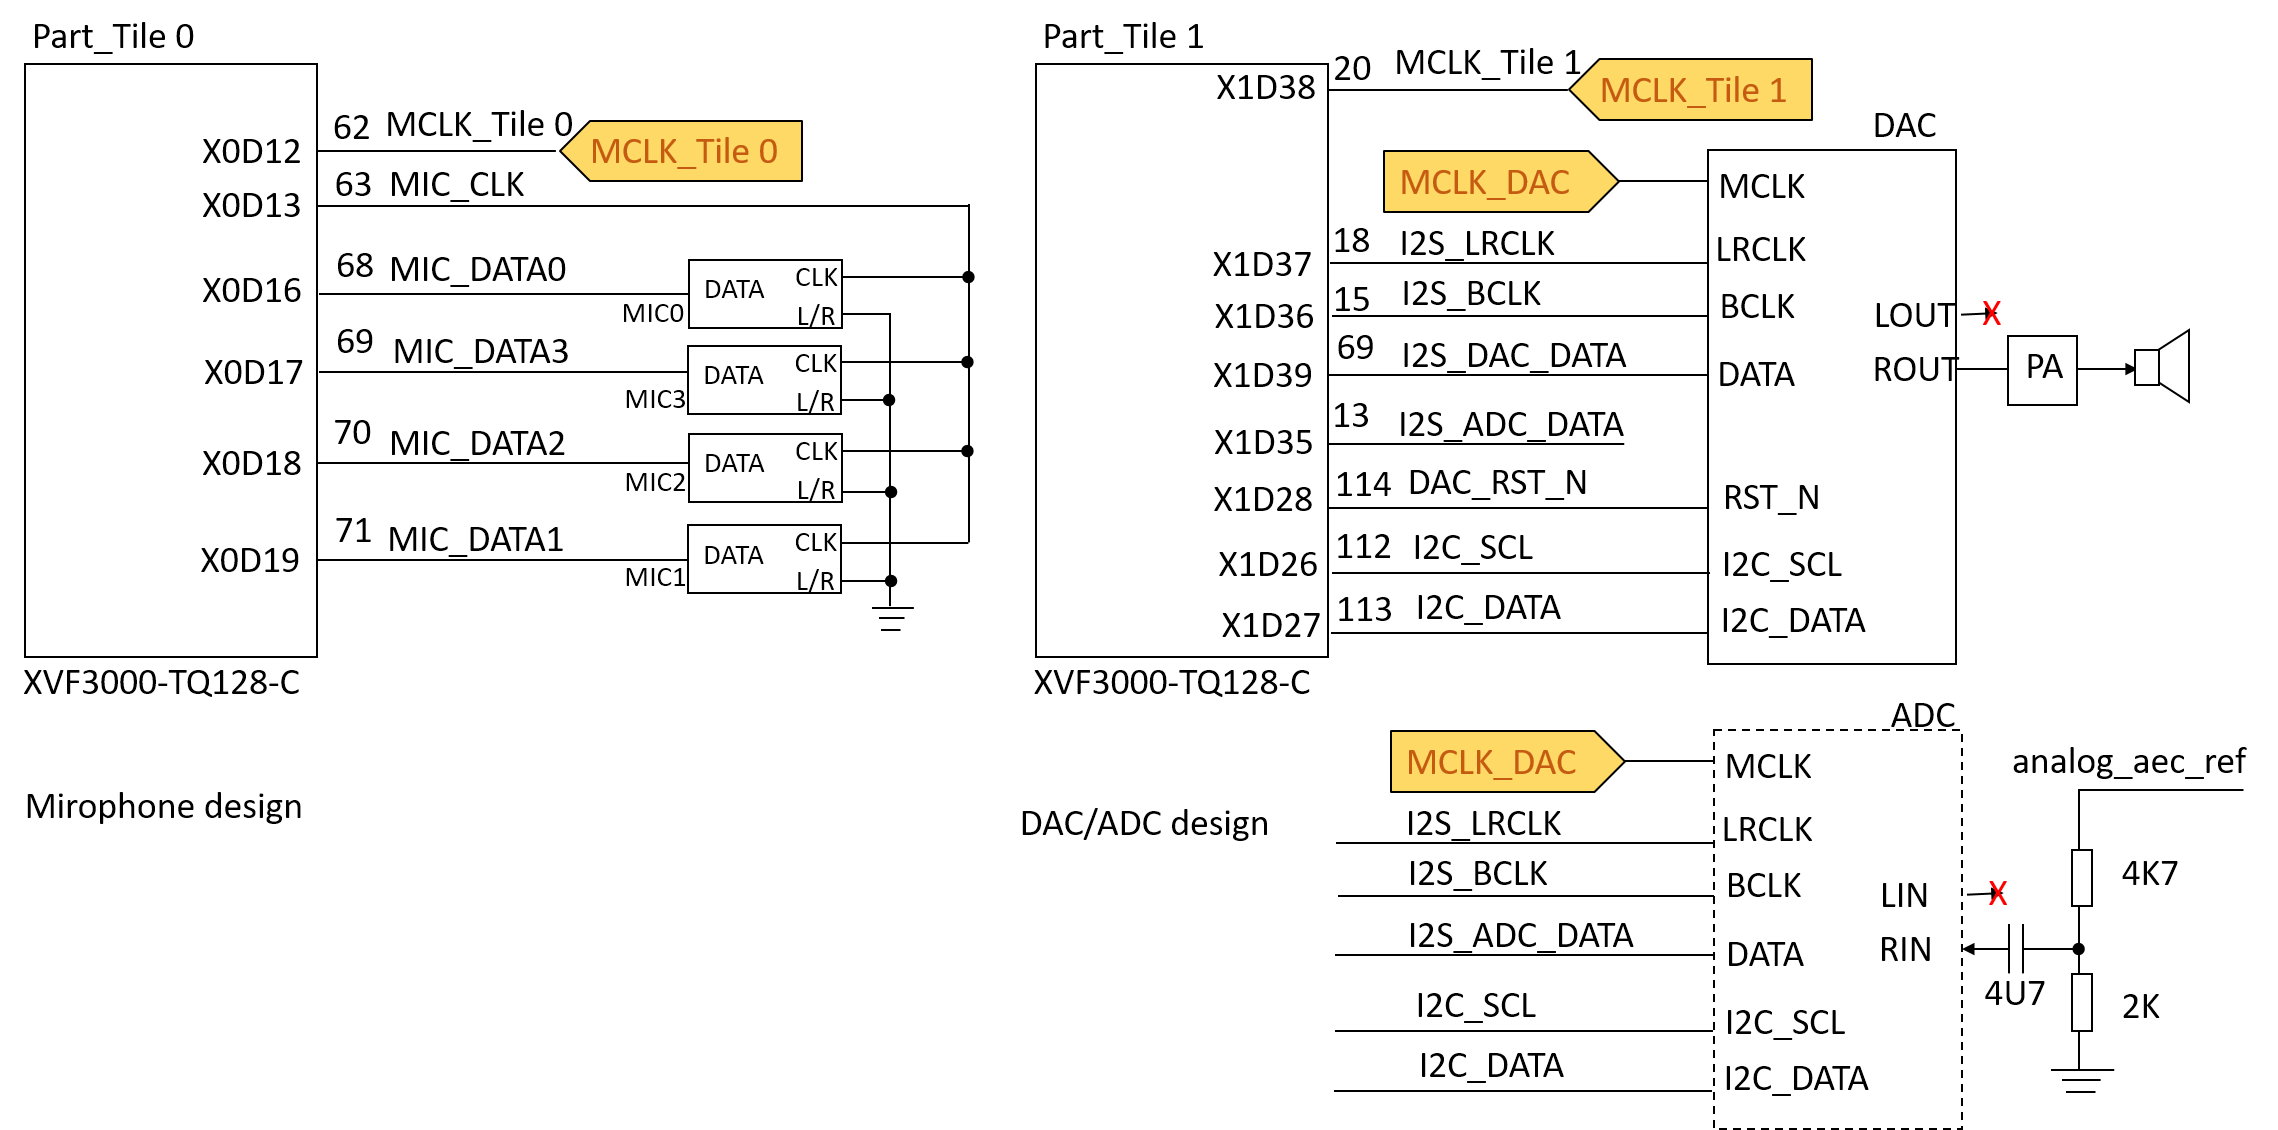 Part_Tile 0
62
MCLK_Tile 0
MCLK_Tile 0
X0D12
63
MIC_CLK
X0D13
68
MIC_DATA0
X0D16
MIC0
DATA
CLK
L/R
69
MIC_DATA3
X0D17
MIC3
DATA
CLK
L/R
70
MIC_DATA2
X0D18
MIC2
DATA
CLK
L/R
71
MIC_DATA1
X0D19
MIC1
DATA
CLK
L/R
XVF3000-TQ128-C
Mirophone design
Part_Tile 1
X1D38
20
MCLK_Tile 1
MCLK_Tile 1
DAC
MCLK_DAC
MCLK
X1D37
18
I2S_LRCLK
LRCLK
X1D36
15
I2S_BCLK
BCLK
LOUT
X
X1D39
69
I2S_DAC_DATA
DATA
ROUT
PA
X1D35
13
I2S_ADC_DATA
X1D28
114
DAC_RST_N
RST_N
X1D26
112
I2C_SCL
I2C_SCL
X1D27
113
I2C_DATA
I2C_DATA
XVF3000-TQ128-C
DAC/ADC design
ADC
MCLK_DAC
MCLK
analog_aec_ref
I2S_LRCLK
LRCLK
I2S_BCLK
BCLK
LIN
X
4K7
I2S_ADC_DATA
DATA
RIN
4U7
2K
I2C_SCL
I2C_SCL
I2C_DATA
I2C_DATA